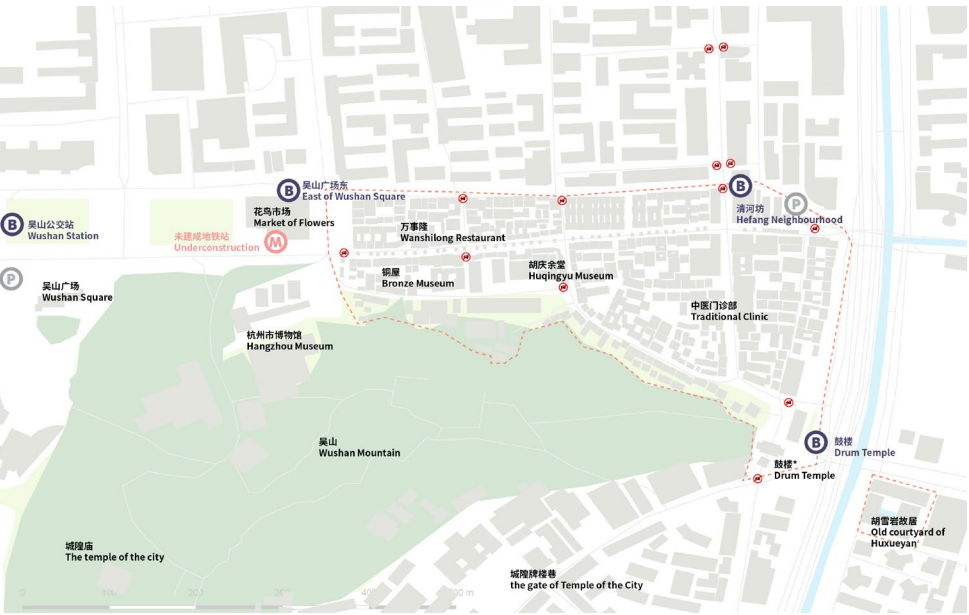 B
吴山广场东
East of Wushan Square
B
清河坊
Hefang Neighbourhood
P
花鸟市场
Market of Flowers
B
吴山公交站
Wushan Station
未建成地铁站
Underconstruction
M
万事隆
Wanshilong Restaurant
铜屋
Bronze Museum
胡庆余堂
Huqingyu Museum
P
吴山广场
Wushan Square
中医门诊部
Traditional Clinic
杭州市博物馆
Hangzhou Museum
吴山
Wushan Mountain
B
鼓楼
Drum Temple
鼓楼*
Drum Temple
胡雪岩故居
Old courtyard of
Huxueyan
城隍庙
The temple of the city
城隍牌楼巷
the gate of Temple of the City
0
100
200
300
400